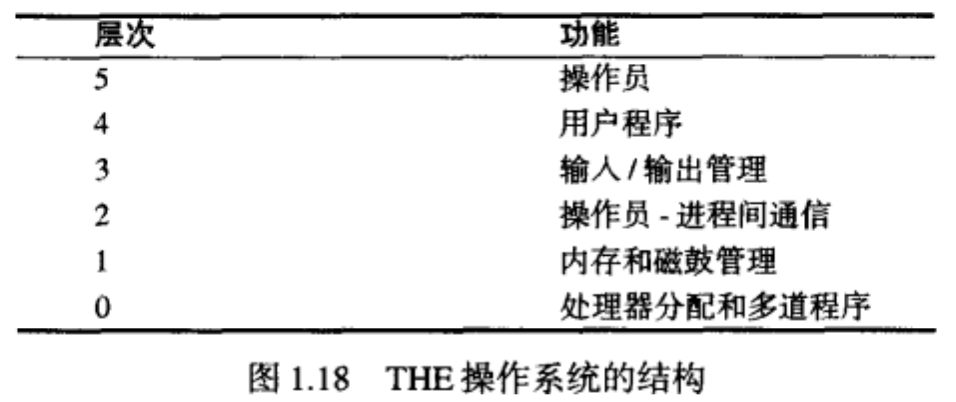 层次 功能
5 操作员
4 用户程序
3 输入/输出管理
2 操作员-进程间通信
1 内存和磁鼓管理
0 处理器分配和多道程序
图 1.18 THE 操作系统的结构